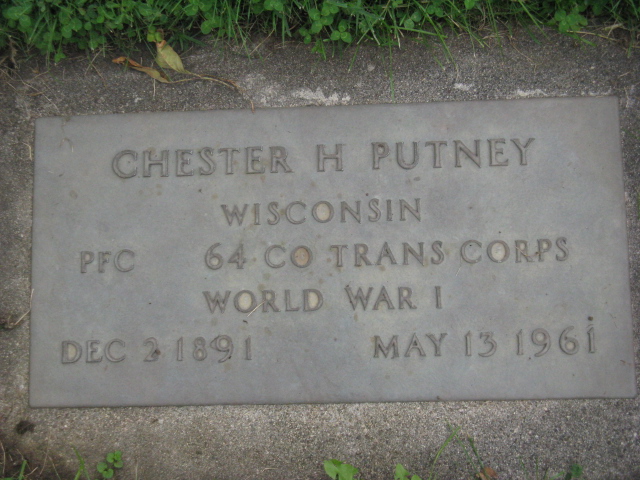 CHESTER H PUTNEY
WISCONSIN
PFC 64 CO TRANS CORPS
WORLD WAR I
DEC 2 1891 MAY 13 1961